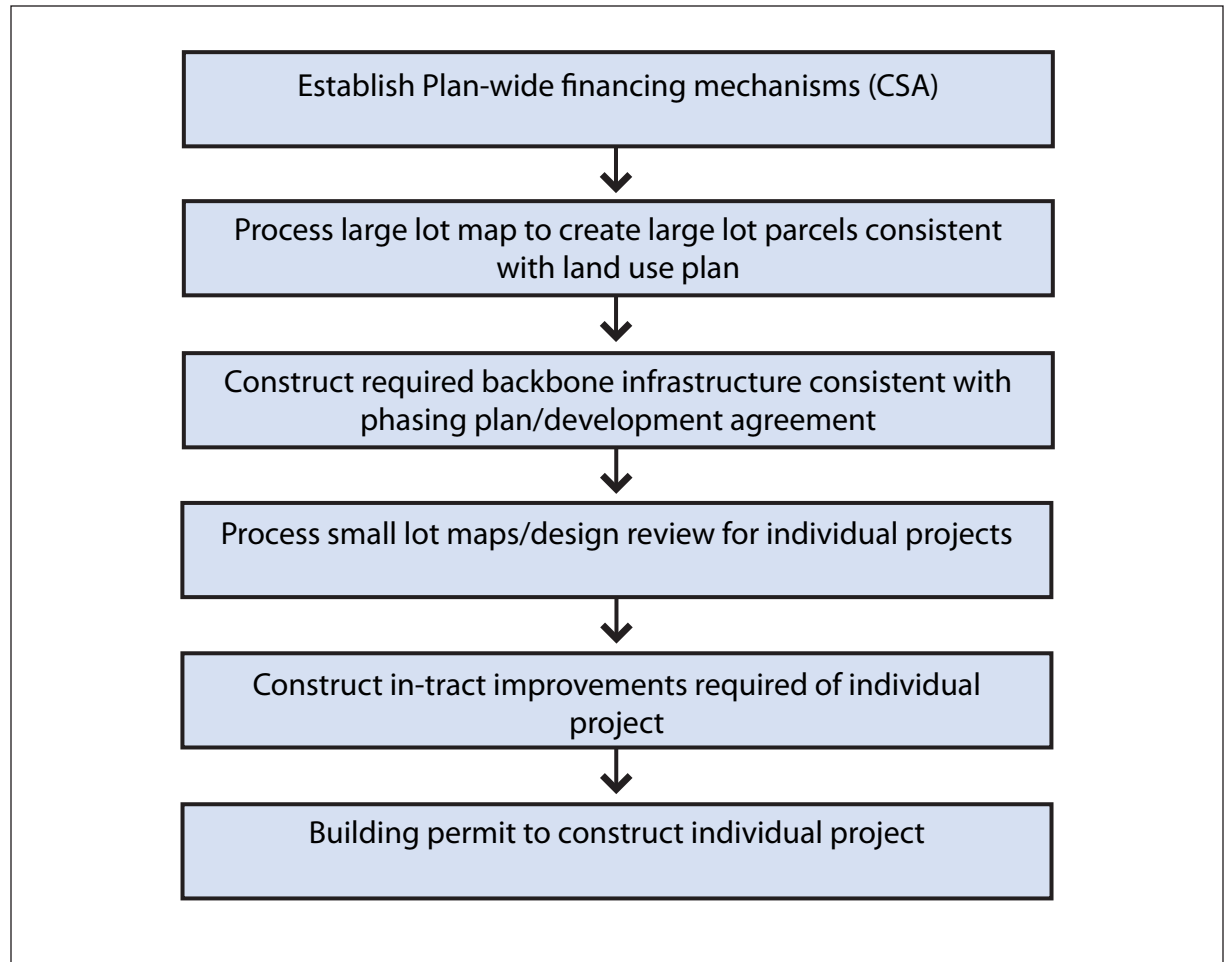 Establish Plan-wide financing mechanisms (CSA)
Process large lot map to create large lot parcels consistent
with land use plan
Construct required backbone infrastructure consistent with
phasing plan/development agreement
Process small lot maps/design review for individual projects
Construct in-tract improvements required of individual
project
Building permit to construct individual project